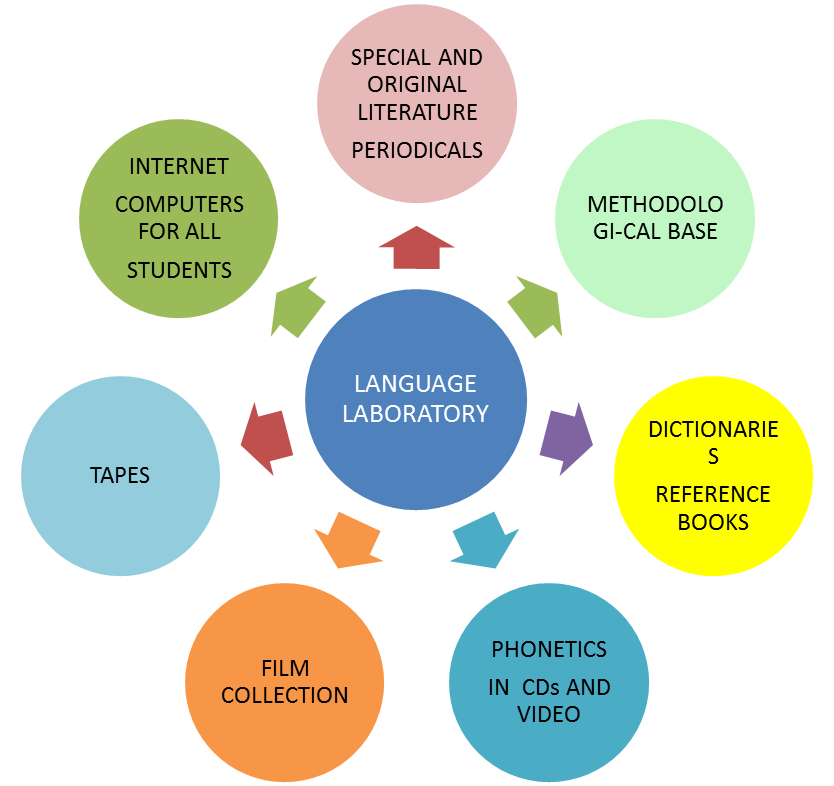 SPECIAL AND
ORIGINAL
LITERATURE
PERIODICALS
INTERNET
COMPUTERS
FOR ALL
STUDENTS
METHODOLO
GI-CAL BASE
LANGUAGE
LABORATORY
TAPES
DICTIONARIE
S
REFERENCE
BOOKS
FILM
COLLECTION
PHONETICS
IN CDs AND
VIDEO